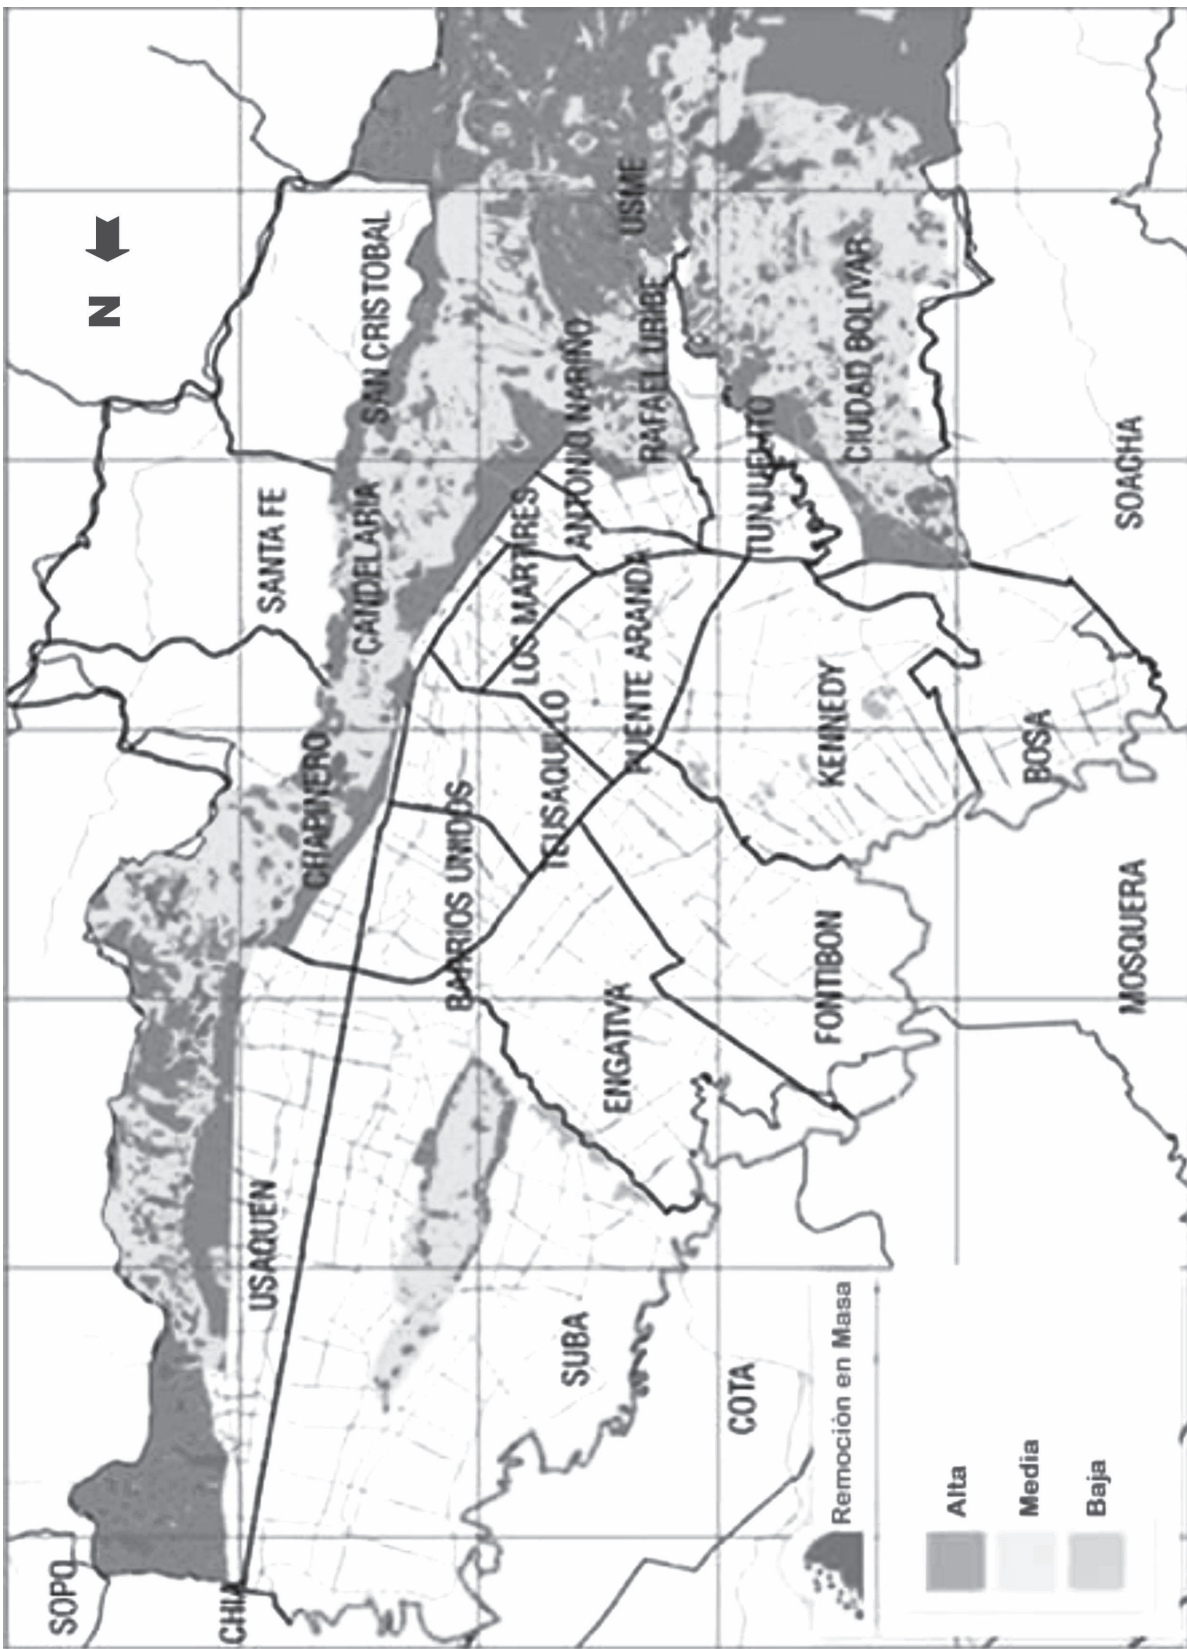 SOPO
N
CHIA
USAQUEN
SANTA FE
CHAPINERO
CANDELARIA
SAN CRISTOBAL
BARRIOS UNIDOS
LOS MARTIRES
TEUSAQUILLO
SUBA
ANTONIO NARIÑO
ENGATIVA
PUENTE ARANDA
RAFAEL URIBE
USME
COTA
TUNJUELITO
FONTIBON
KENNEDY
CIUDAD BOLIVAR
BOSA
MOSQUERA
SOACHA
Remoción en Masa
Alta
Media
Baja